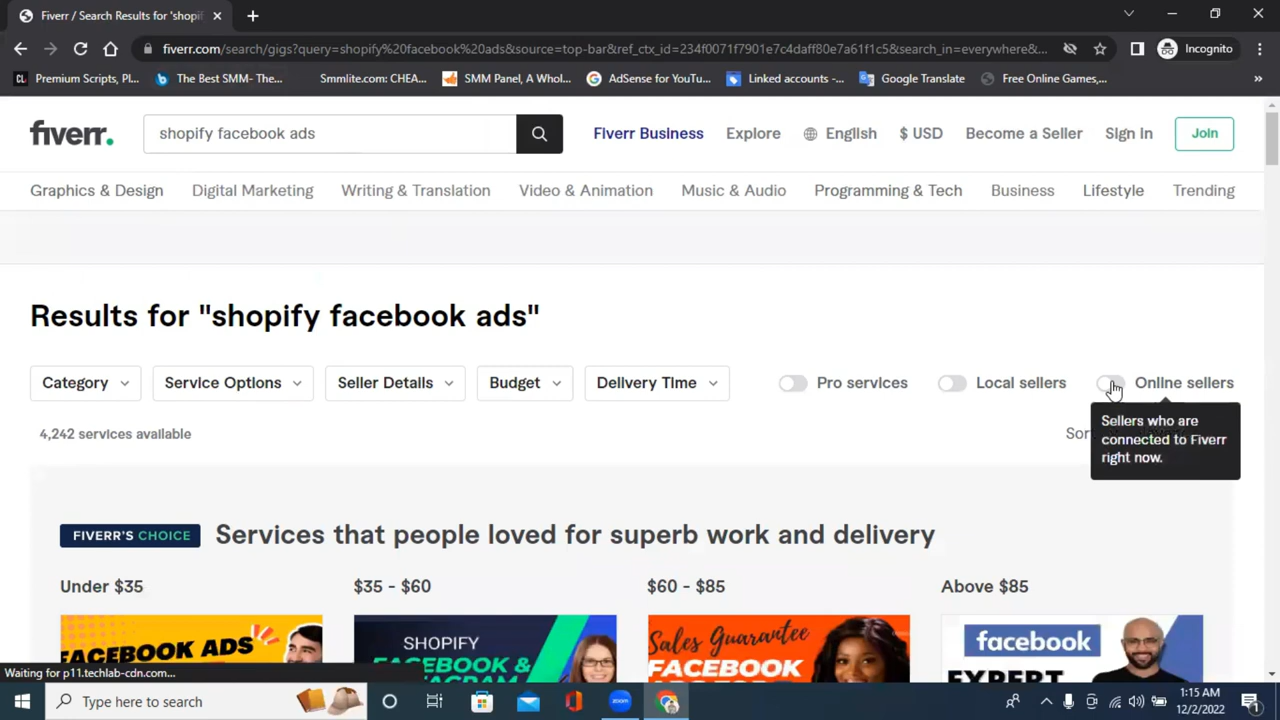 Fiverr / Search Results for 'shopif
fiverr.com/search/gigs?query=shopify%20facebook%20ads&source=top-bar&ref_ctx_id=234f0071f7901e7c4daff80e7a61f1c5&search_in=everywhere&...
Incognito
Premium Scripts, Pl...
The Best SMM- The...
Smmlite.com: CHEA...
SMM Panel, A Whol...
AdSense for YouTu...
Linked accounts -...
Google Translate
Free Online Games,...
fiverr.
shopify facebook ads
Fiverr Business
Explore
English
$ USD
Become a Seller
Sign In
Join
Graphics & Design
Digital Marketing
Writing & Translation
Video & Animation
Music & Audio
Programming & Tech
Business
Lifestyle
Trending
Results for "shopify facebook ads"
Category
Service Options
Seller Details
Budget
Delivery Time
Pro services
Local sellers
Online sellers
4,242 services available
Sellers who are
connected to Fiverr
right now.
FIVERR'S CHOICE
Services that people loved for superb work and delivery
Under $35
$35 - $60
$60 - $85
Above $85
FACEBOOK ADS
SHOPIFY
FACEBOOK &
Sales Guarantee
FACEBOOK
facebook
EXPERT
Waiting for p11.techlab-cdn.com...
Type here to search
zoom
1:15 AM
12/2/2022
1